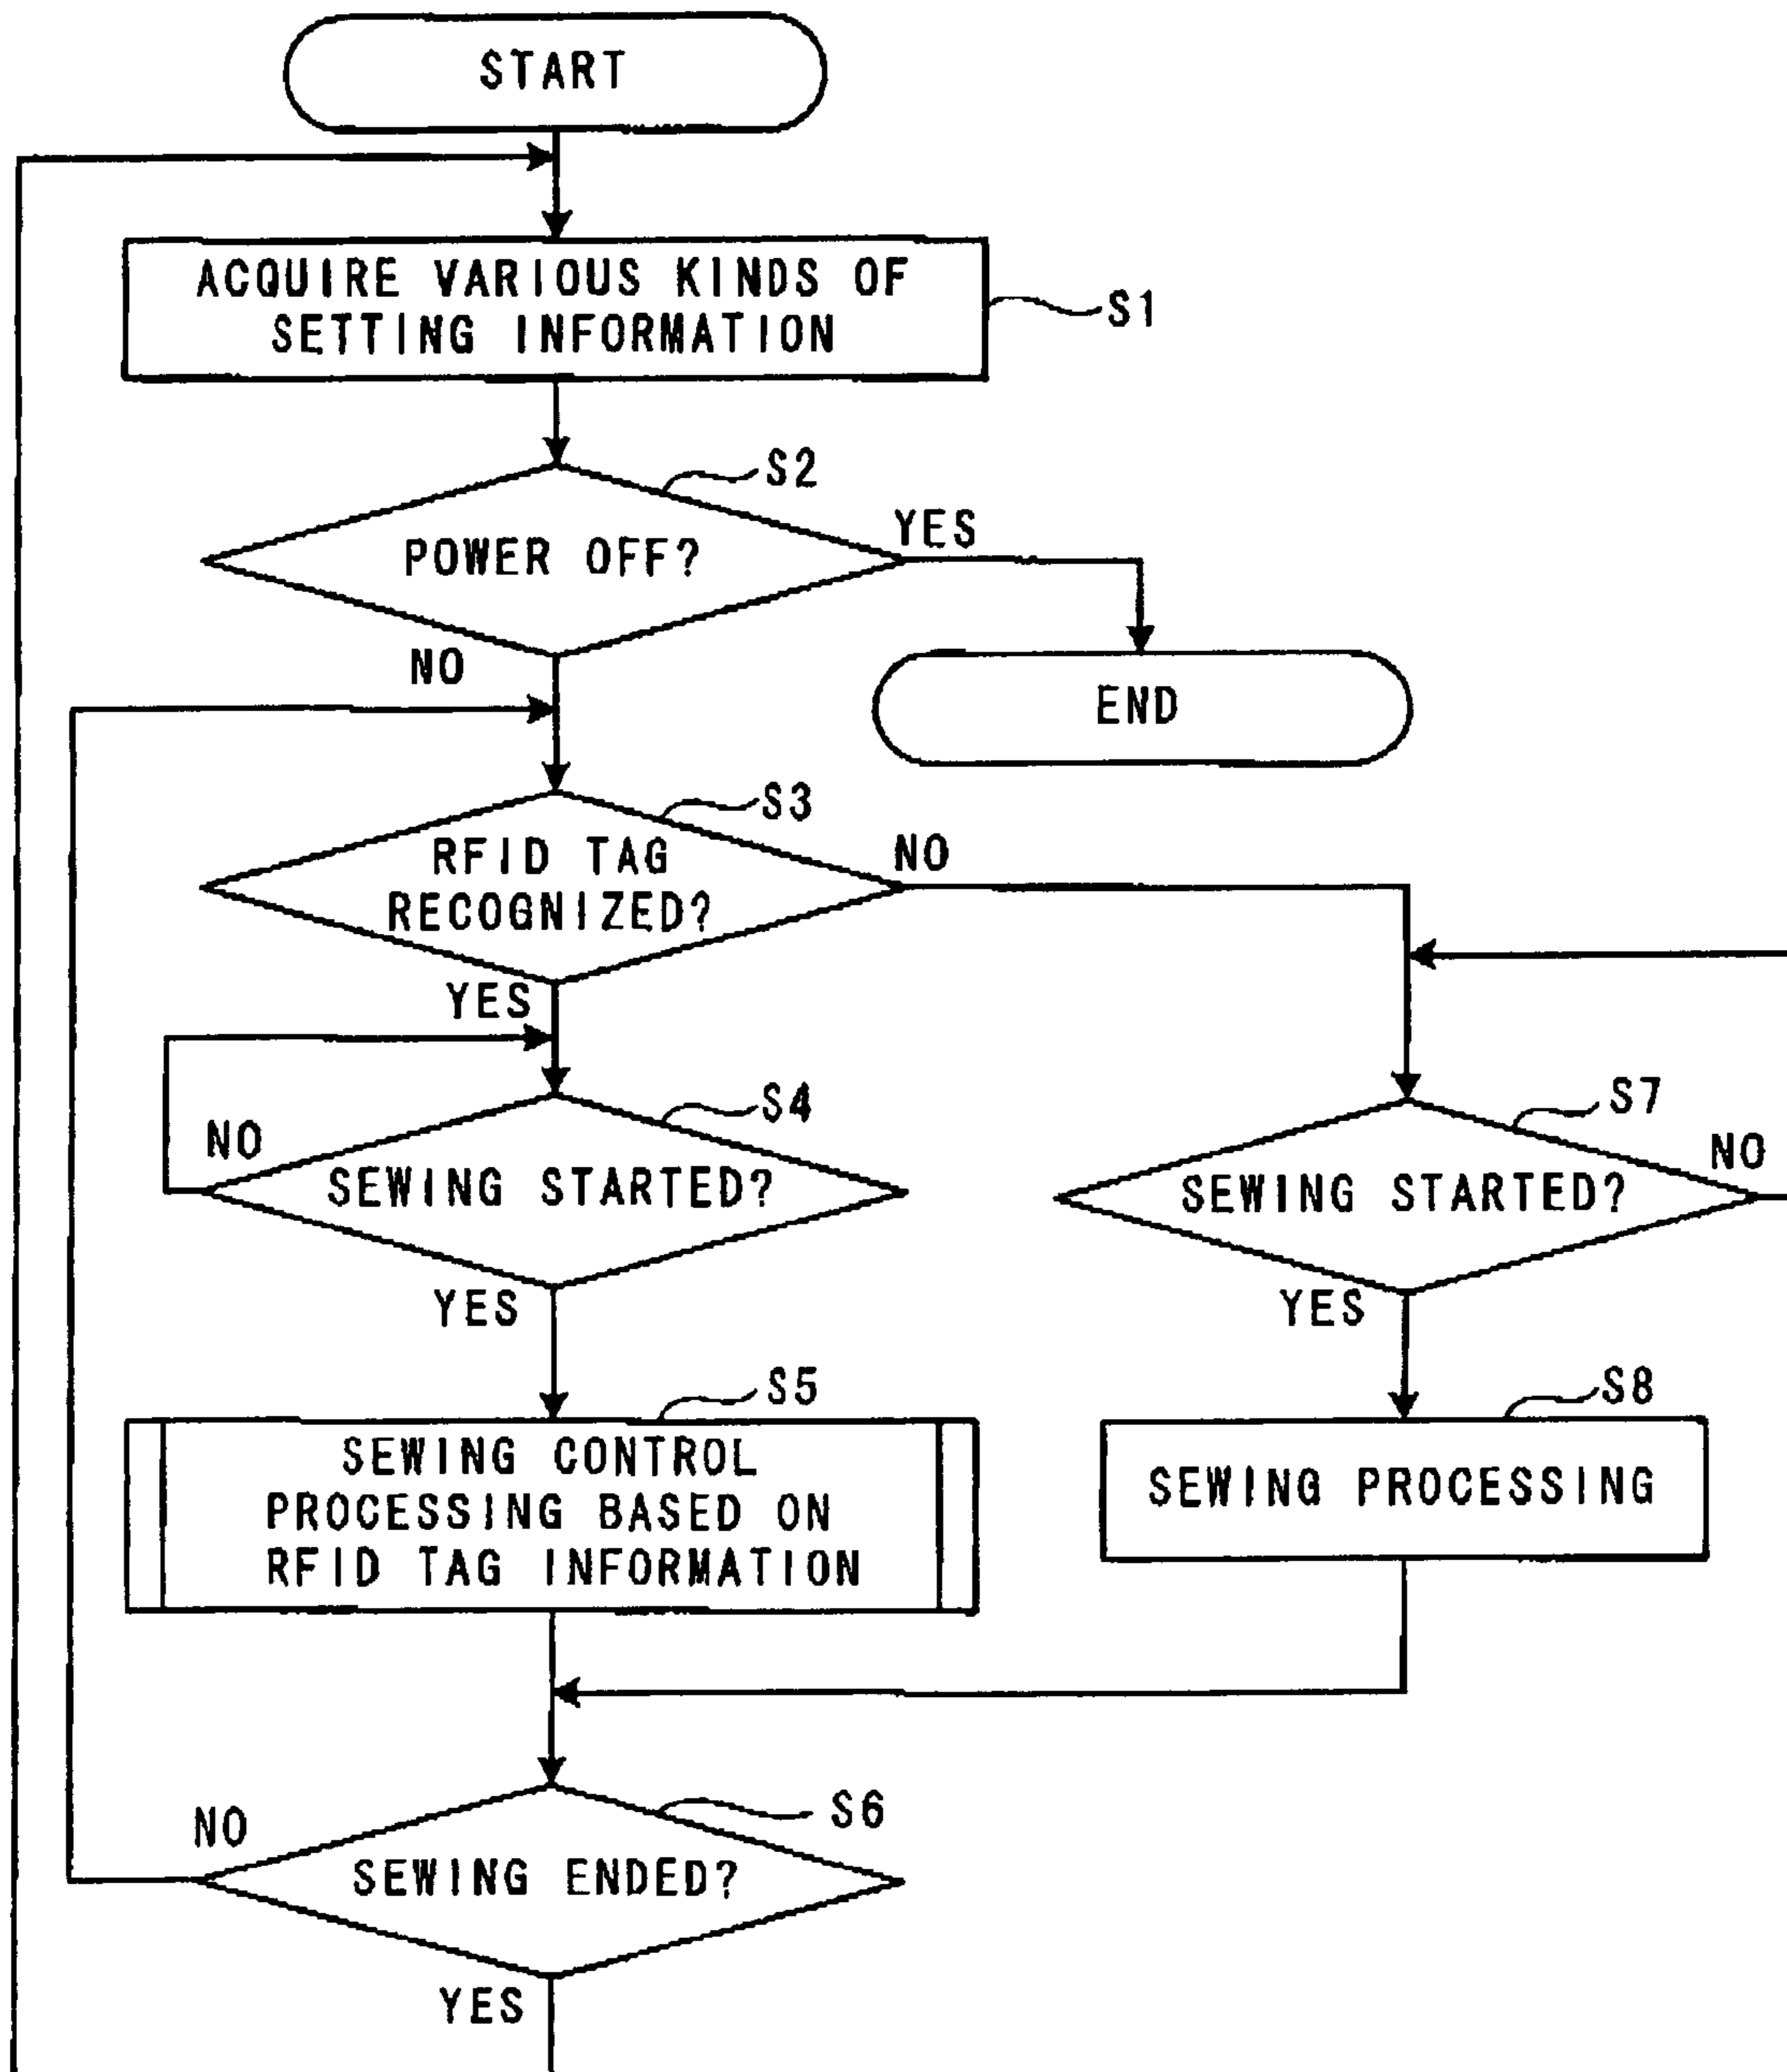 START
ACQUIRE VARIOUS KINDS OF
SETTING INFORMATION
S1
S2
POWER OFF?
YES
NO
END
S3
RFID TAG
RECOGNIZED?
NO
YES
S4
NO
SEWING STARTED?
YES
S7
NO
SEWING STARTED?
YES
S5
SEWING CONTROL
PROCESSING BASED ON
RFID TAG INFORMATION
S8
SEWING PROCESSING
S6
NO
SEWING ENDED?
YES